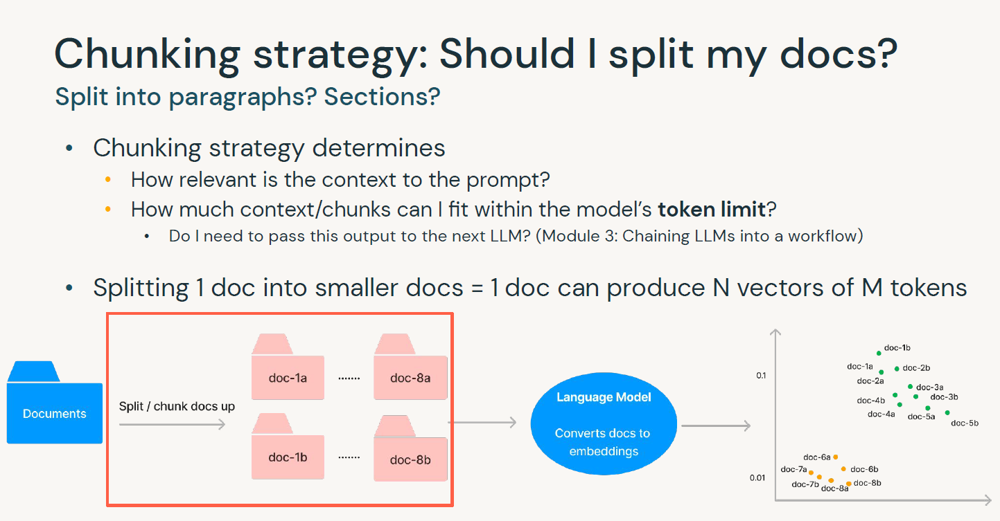 Chunking strategy: Should I split my docs?
Split into paragraphs? Sections?
• Chunking strategy determines
• How relevant is the context to the prompt?
• How much context/chunks can I fit within the model’s token limit?
• Do I need to pass this output to the next LLM? (Module 3: Chaining LLMs into a workflow)
• Splitting 1 doc into smaller docs = 1 doc can produce N vectors of M tokens
Documents
Split / chunk docs up
doc-1a ....... doc-8a
doc-1b ....... doc-8b
Language Model
Converts docs to
embeddings
0.1
0.01
doc-1b
doc-1a
doc-2b
doc-2a
doc-3a
doc-4b
doc-3b
doc-4a
doc-5a
doc-5b
doc-6a
doc-7a
doc-6b
doc-7b
doc-8a
doc-8b